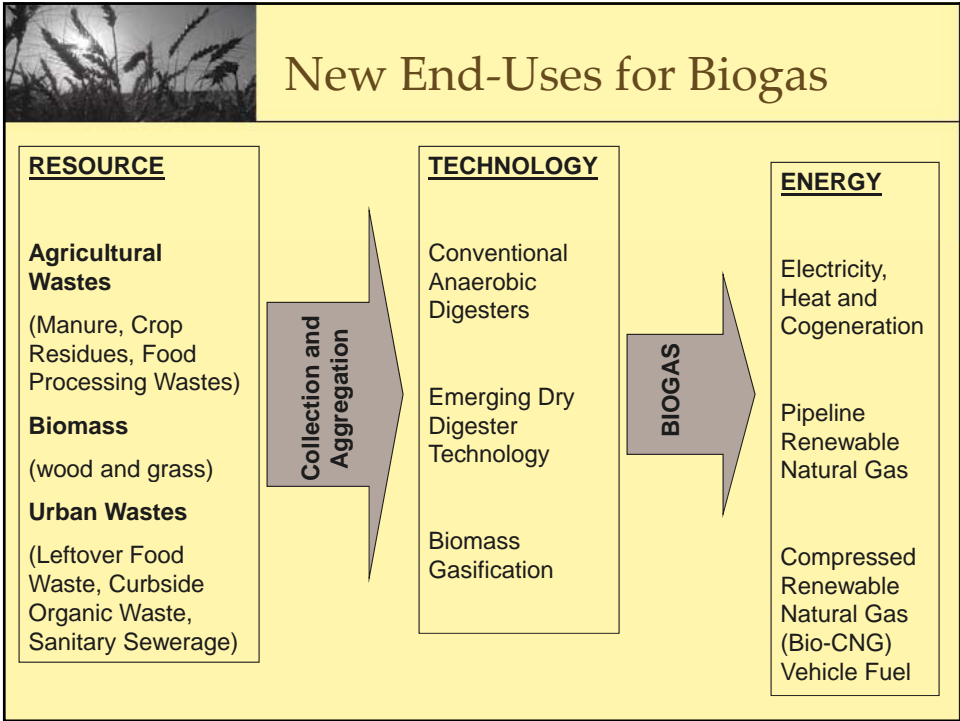 New End-Uses for Biogas
RESOURCE
Agricultural
Wastes
(Manure, Crop
Residues, Food
Processing Wastes)
Biomass
(wood and grass)
Urban Wastes
(Leftover Food
Waste, Curbside
Organic Waste,
Sanitary Sewerage)
Collection and
Aggregation
TECHNOLOGY
Conventional
Anaerobic
Digesters
Emerging Dry
Digester
Technology
Biomass
Gasification
BIOGAS
ENERGY
Electricity,
Heat and
Cogeneration
Pipeline
Renewable
Natural Gas
Compressed
Renewable
Natural Gas
(Bio-CNG)
Vehicle Fuel